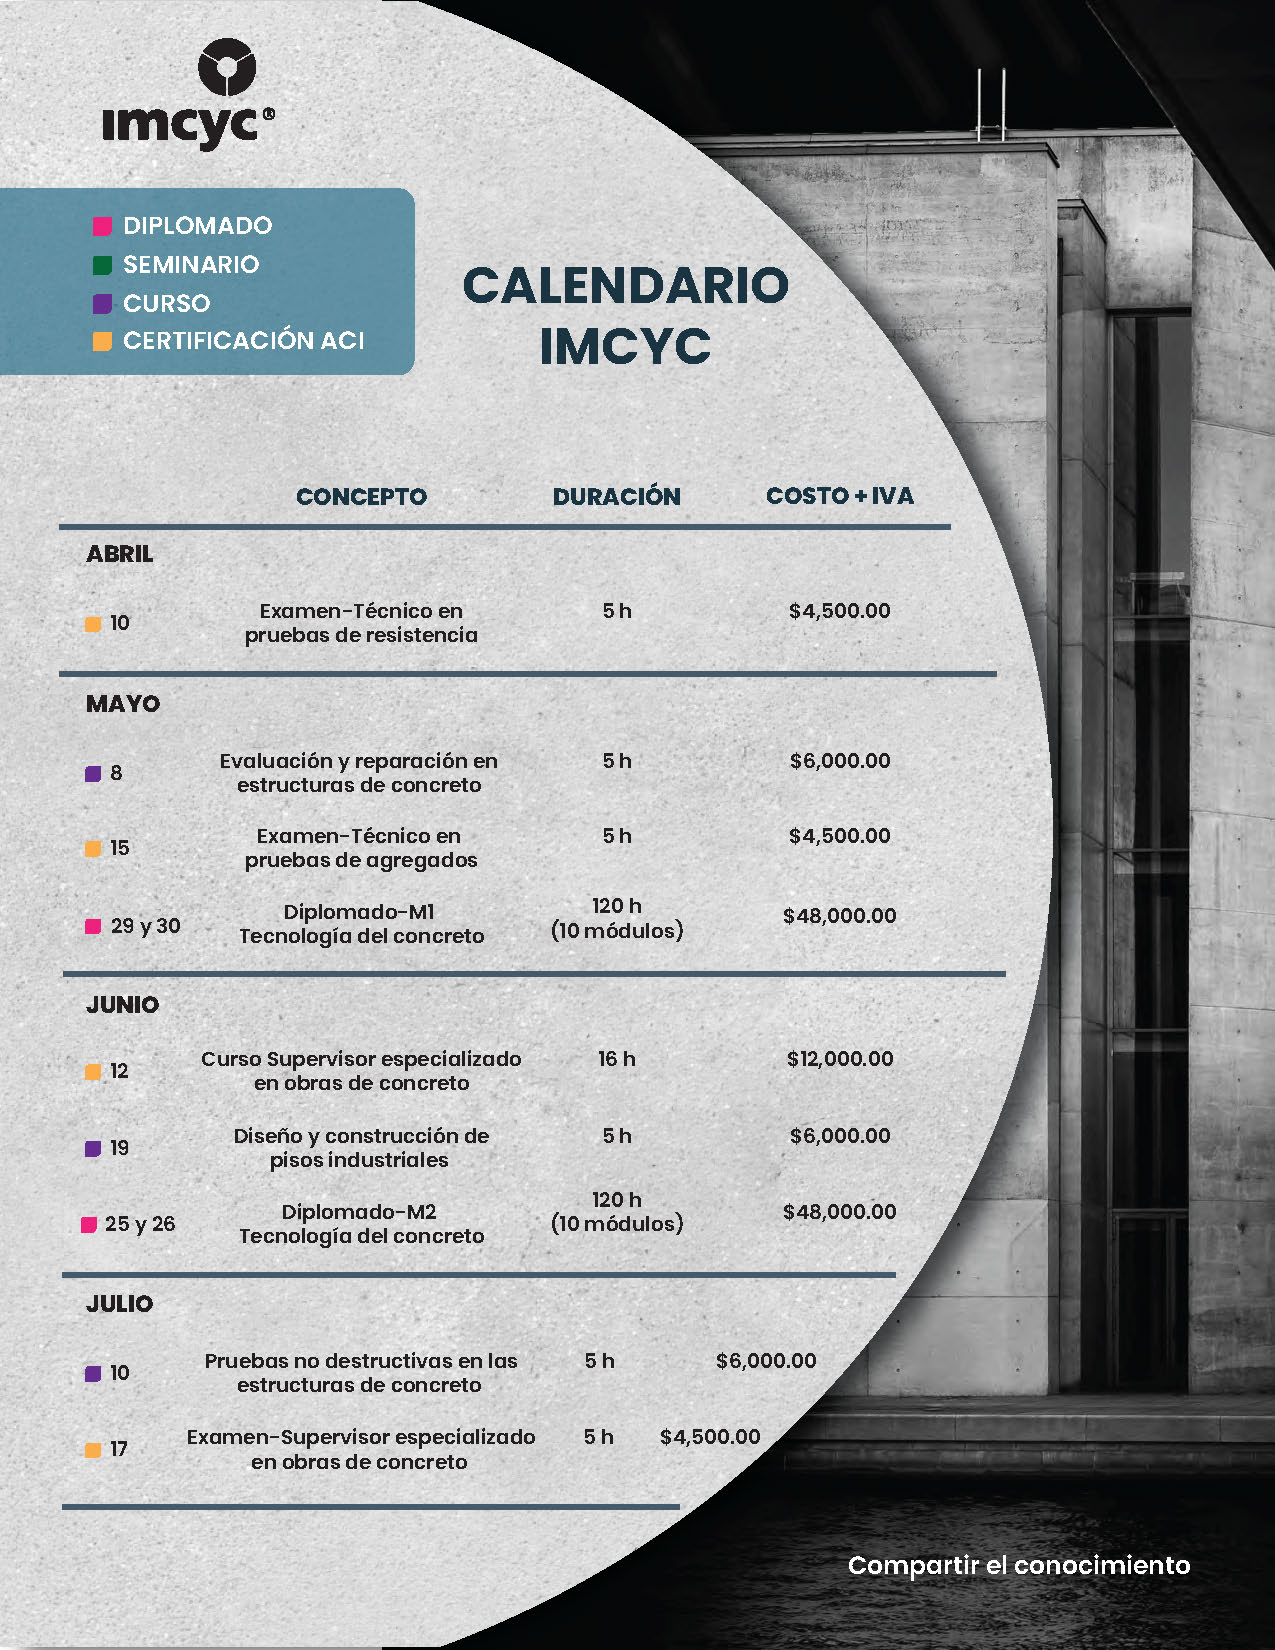 imcyc®
DIPLOMADO
SEMINARIO
CURSO
CERTIFICACIÓN ACI
CALENDARIO
IMCYC
CONCEPTO DURACIÓN COSTO + IVA
ABRIL
10 Examen-Técnico en 5 h $4,500.00
pruebas de resistencia
MAYO
8 Evaluación y reparación en 5 h $6,000.00
estructuras de concreto
15 Examen-Técnico en 5 h $4,500.00
pruebas de agregados
29 y 30 Diplomado-M1 120 h $48,000.00
Tecnología del concreto (10 módulos)
JUNIO
12 Curso Supervisor especializado 16 h $12,000.00
en obras de concreto
19 Diseño y construcción de 5 h $6,000.00
pisos industriales
25 y 26 Diplomado-M2 120 h $48,000.00
Tecnología del concreto (10 módulos)
JULIO
10 Pruebas no destructivas en las 5 h $6,000.00
estructuras de concreto
17 Examen-Supervisor especializado 5 h $4,500.00
en obras de concreto
Compartir el conocimiento